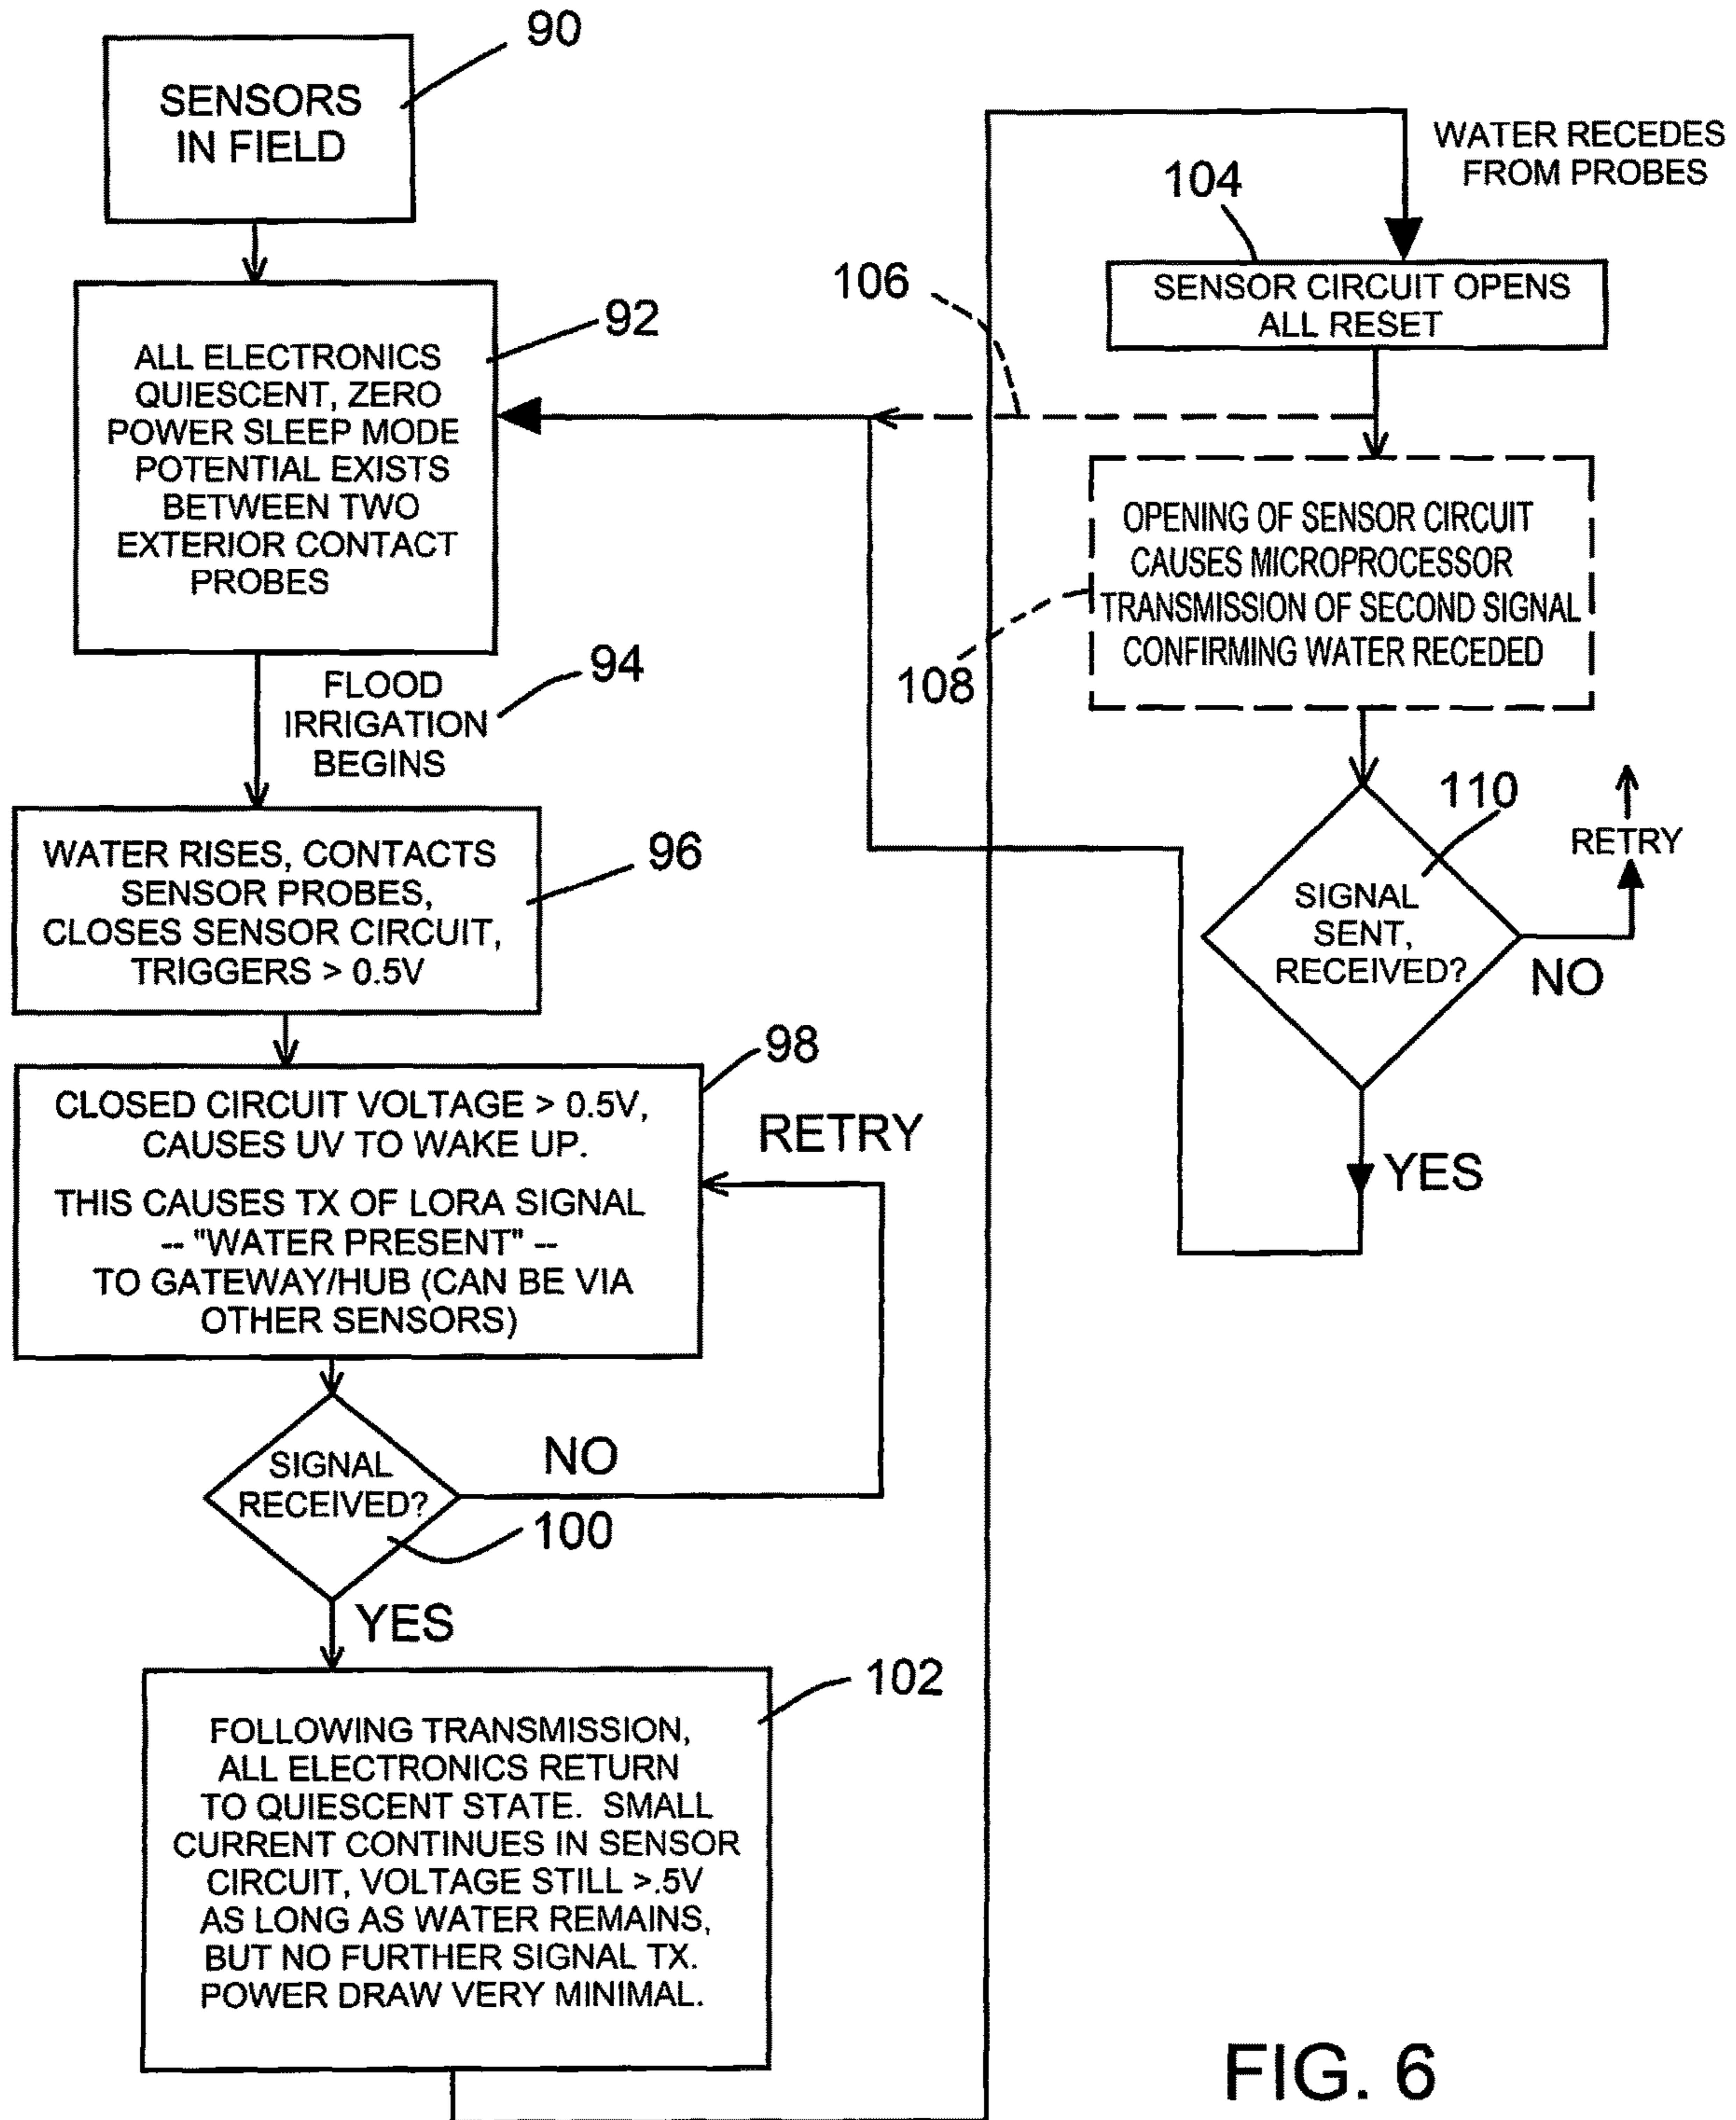 90
SENSORS
IN FIELD
92
ALL ELECTRONICS
QUIESCENT, ZERO
POWER SLEEP MODE
POTENTIAL EXISTS
BETWEEN TWO
EXTERIOR CONTACT
PROBES
94
FLOOD
IRRIGATION
BEGINS
96
WATER RISES, CONTACTS
SENSOR PROBES,
CLOSES SENSOR CIRCUIT,
TRIGGERS > 0.5V
98
CLOSED CIRCUIT VOLTAGE > 0.5V,
CAUSES UV TO WAKE UP.
THIS CAUSES TX OF LORA SIGNAL
-- "WATER PRESENT" --
TO GATEWAY/HUB (CAN BE VIA
OTHER SENSORS)
RETRY
SIGNAL
RECEIVED?
NO
100
YES
102
FOLLOWING TRANSMISSION,
ALL ELECTRONICS RETURN
TO QUIESCENT STATE. SMALL
CURRENT CONTINUES IN SENSOR
CIRCUIT, VOLTAGE STILL >.5V
AS LONG AS WATER REMAINS,
BUT NO FURTHER SIGNAL TX.
POWER DRAW VERY MINIMAL.
WATER RECEDES
FROM PROBES
104
SENSOR CIRCUIT OPENS
ALL RESET
106
OPENING OF SENSOR CIRCUIT
CAUSES MICROPROCESSOR
TRANSMISSION OF SECOND SIGNAL
CONFIRMING WATER RECEDED
108
110
SIGNAL
SENT,
RECEIVED?
RETRY
NO
YES
FIG. 6